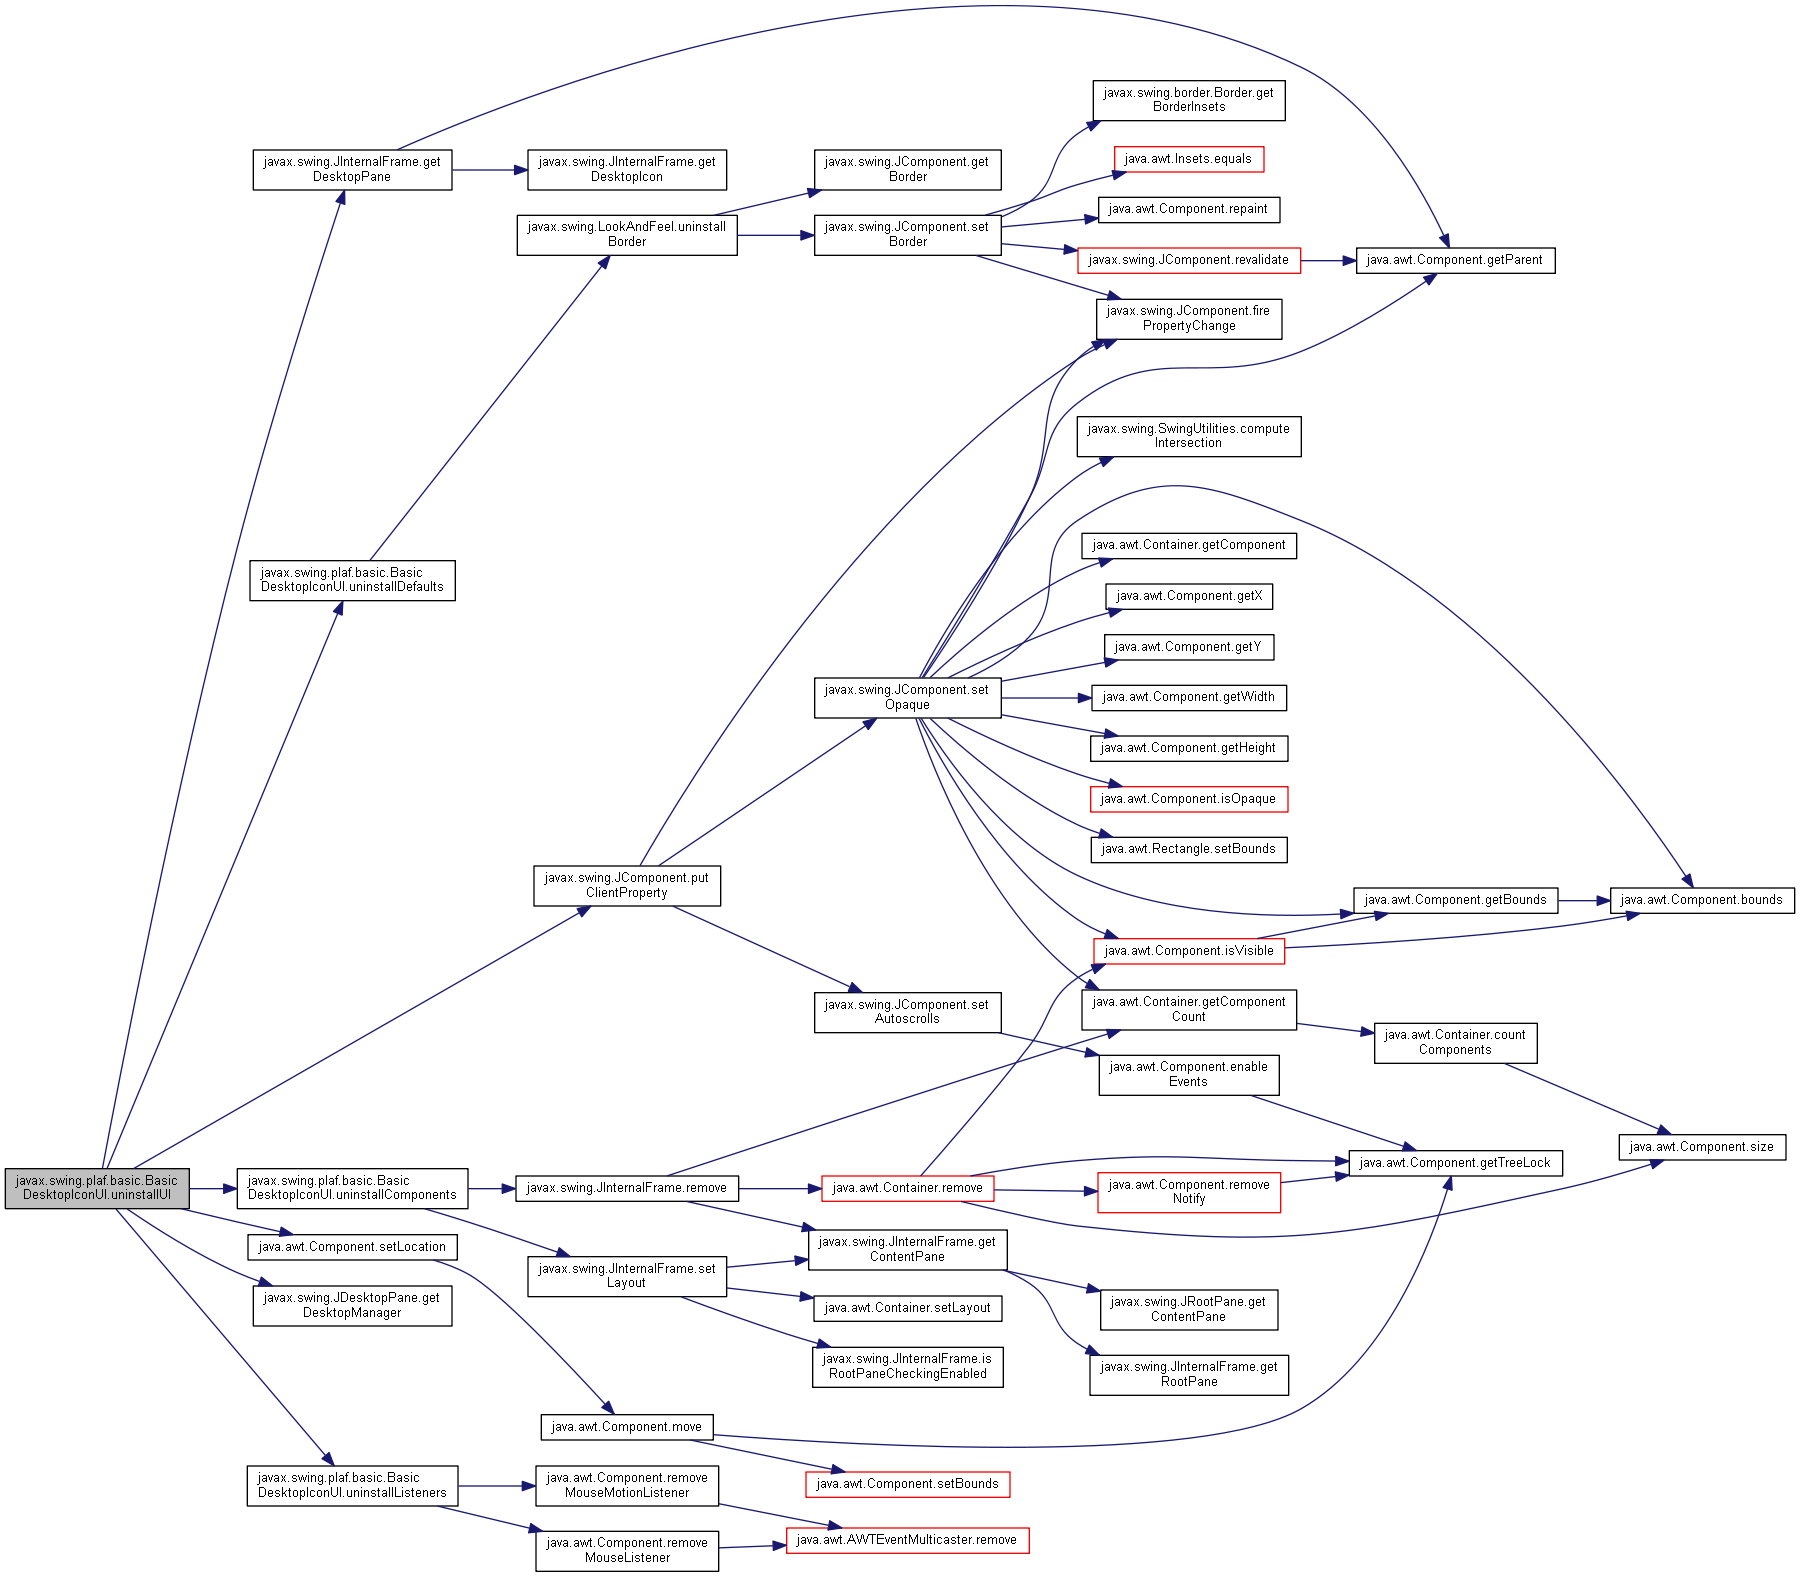 javax.swing.border.Border.get
BorderInsets
javax.swing.JInternalFrame.get
DesktopPane
javax.swing.JInternalFrame.get
DesktopIcon
javax.swing.JComponent.get
Border
java.awt.Insets.equals
java.awt.Component.repaint
javax.swing.LookAndFeel.uninstall
Border
javax.swing.JComponent.set
Border
javax.swing.JComponent.revalidate
java.awt.Component.getParent
javax.swing.JComponent.fire
PropertyChange
javax.swing.SwingUtilities.compute
Intersection
java.awt.Container.getComponent
javax.swing.plaf.basic.Basic
DesktopIconUI.uninstallDefaults
java.awt.Component.getX
java.awt.Component.getY
javax.swing.JComponent.set
Opaque
java.awt.Component.getWidth
java.awt.Component.getHeight
java.awt.Component.isOpaque
java.awt.Rectangle.setBounds
javax.swing.JComponent.put
ClientProperty
java.awt.Component.getBounds
java.awt.Component.bounds
java.awt.Component.isVisible
javax.swing.JComponent.set
Autoscrolls
java.awt.Container.getComponent
Count
java.awt.Container.count
Components
java.awt.Component.enable
Events
java.awt.Component.size
java.awt.Component.getTreeLock
javax.swing.plaf.basic.Basic
DesktopIconUI.uninstallUI
javax.swing.plaf.basic.Basic
DesktopIconUI.uninstallComponents
javax.swing.JInternalFrame.remove
java.awt.Container.remove
java.awt.Component.remove
Notify
java.awt.Component.setLocation
javax.swing.JInternalFrame.get
ContentPane
javax.swing.JInternalFrame.set
Layout
javax.swing.JDesktopPane.get
DesktopManager
java.awt.Container.setLayout
javax.swing.JRootPane.get
ContentPane
javax.swing.JInternalFrame.is
RootPaneCheckingEnabled
javax.swing.JInternalFrame.get
RootPane
java.awt.Component.move
javax.swing.plaf.basic.Basic
DesktopIconUI.uninstallListeners
java.awt.Component.remove
MouseMotionListener
java.awt.Component.setBounds
java.awt.Component.remove
MouseListener
java.awt.AWTEventMulticaster.remove